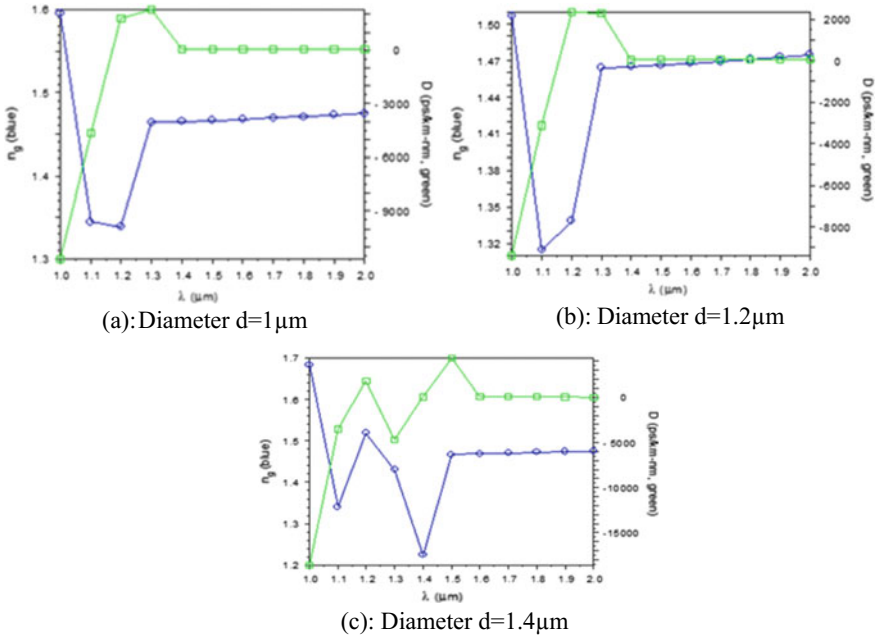 1.6
1.5
1.4
1.3
n_g (blue)
0
- 3000
- 6000
- 9000
D (ps&m-nm, green)
1.0 1.1 1.2 1.3 1.4 1.5 1.6 1.7 1.8 1.9 2.0
λ (μm)
(a):Diameter d=1μm
1.50
1.47
1.44
1.41
1.38
1.35
1.32
n_g (blue)
2000
0
- 2000
- 4000
- 6000
- 8000
D (ps&m-nm, green)
1.0 1.1 1.2 1.3 1.4 1.5 1.6 1.7 1.8 1.9 2.0
λ (μm)
(b): Diameter d=1.2μm
1.7
1.6
1.5
1.4
1.3
1.2
n_g (blue)
0
- 5000
- 10000
- 15000
D (ps&m-nm, green)
1.0 1.1 1.2 1.3 1.4 1.5 1.6 1.7 1.8 1.9 2.0
λ (μm)
(c): Diameter d=1.4μm